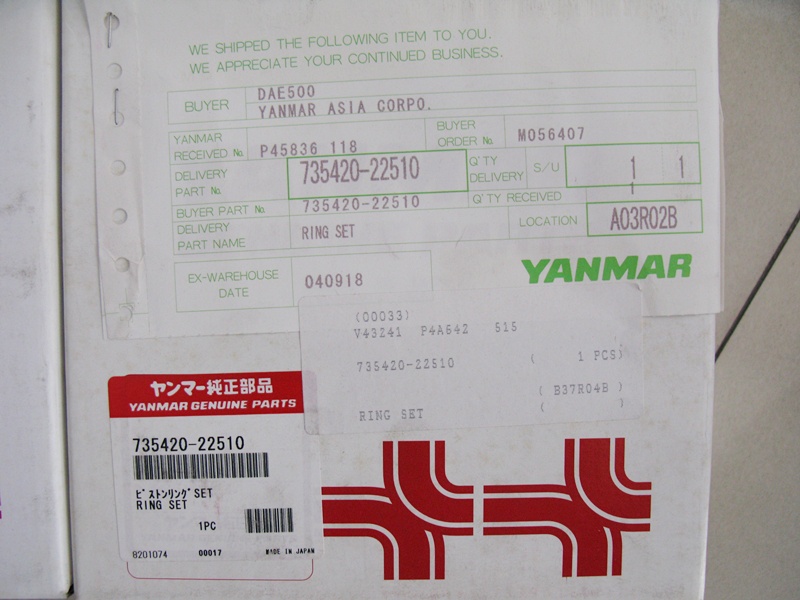 WE SHIPPED THE FOLLOWING ITEM TO YOU.
WE APPRECIATE YOUR CONTINUED BUSINESS.
BUYER DAE500
YANMAR ASIA CORPO.
YANMAR RECEIVED No. P45836 118
BUYER ORDER No. M056407
DELIVERY PART No. 735420-22510
Q'TY DELIVERY S/U 1 1
BUYER PART No. 735420-22510
Q'TY RECEIVED 1
DELIVERY PART NAME RING SET
LOCATION A03R02B
EX-WAREHOUSE DATE 040918
YANMAR
(00033)
V43Z41 P4A64Z 515
735420-22510 ( 1 PCS)
( B37R04B )
RING SET ( )
ヤンマー純正部品
YANMAR GENUINE PARTS
735420-22510
ピストンリングSET
RING SET
1PC
8201074 00017 MADE IN JAPAN